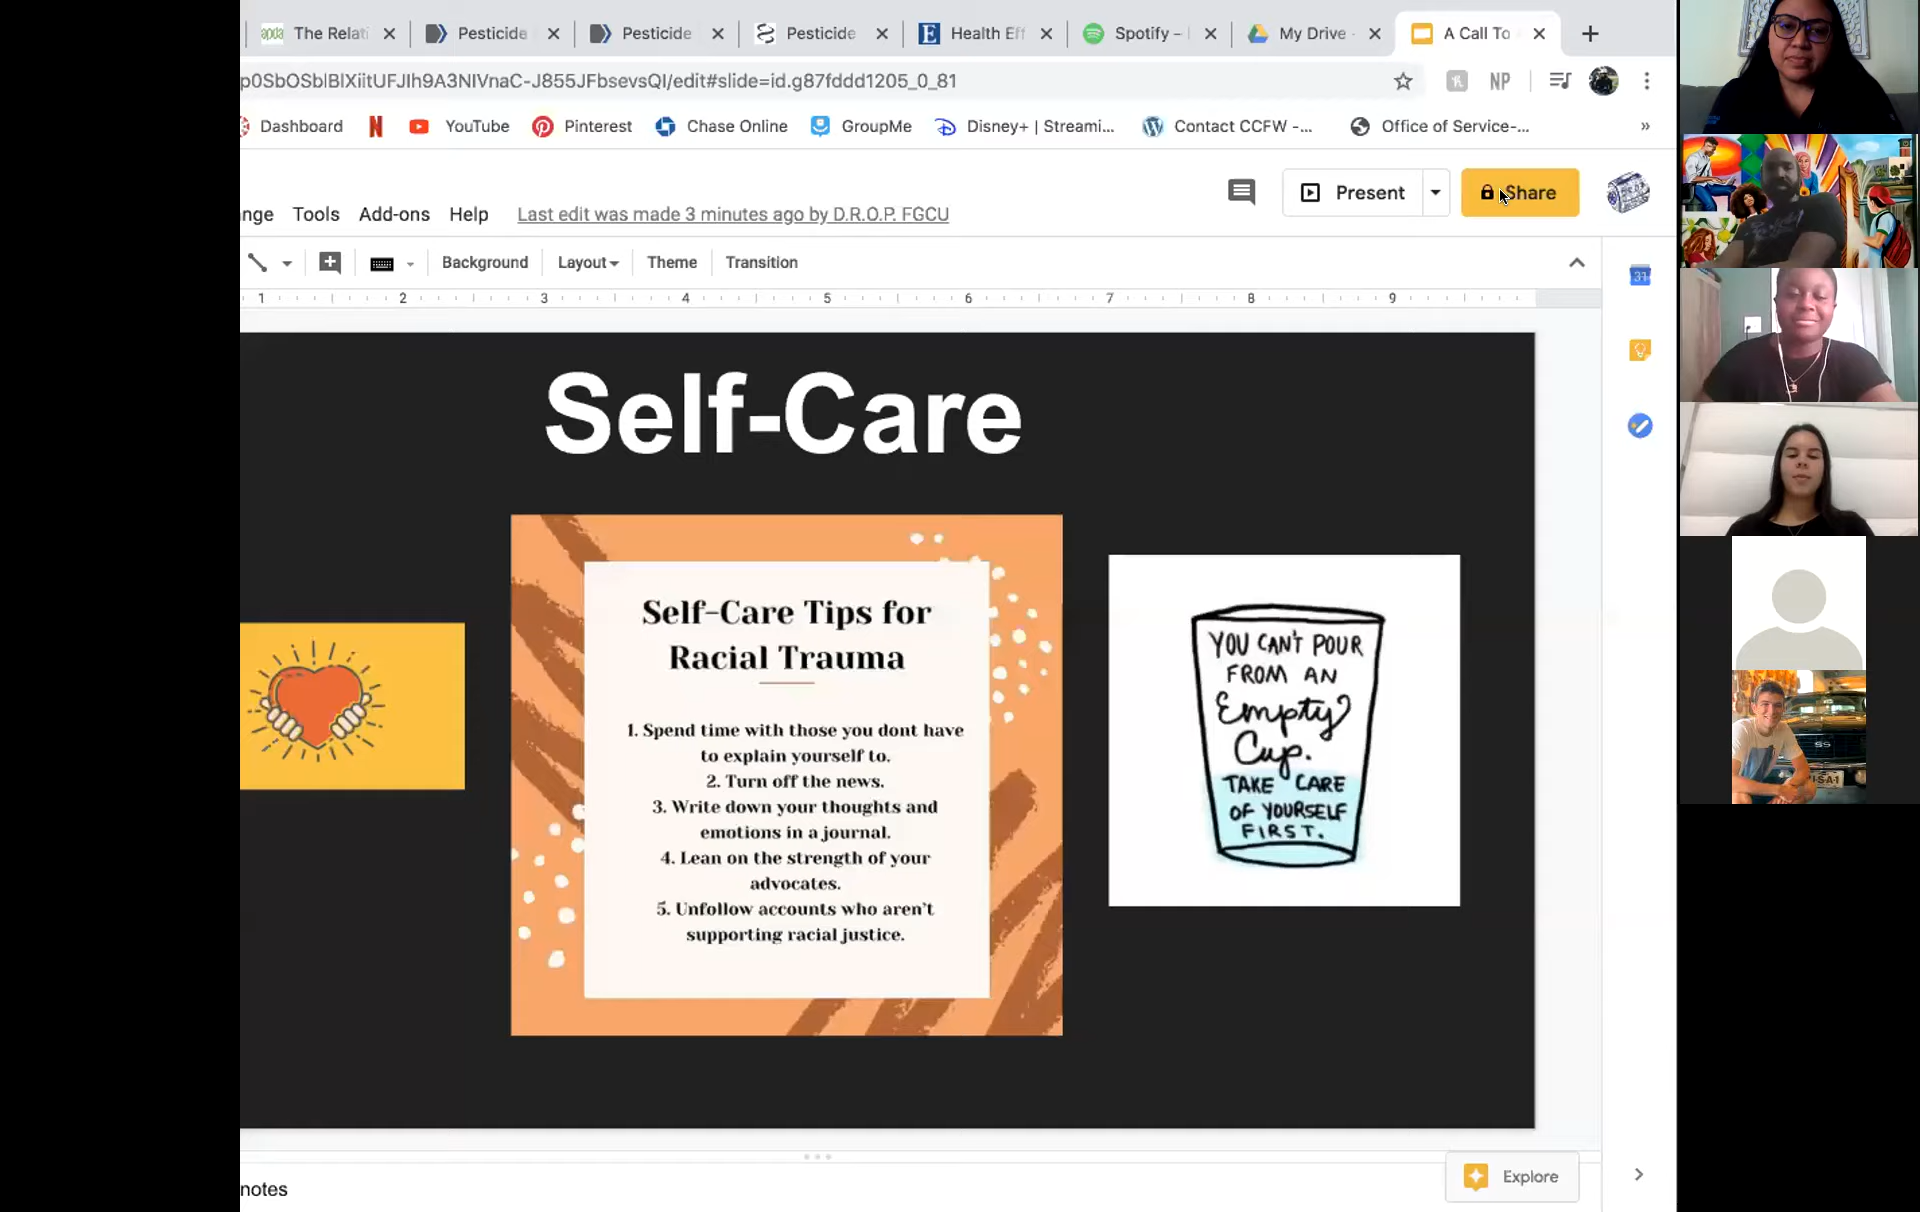 The Relati
Pesticide
Pesticide
Pesticide
Health Eff
Spotify –
My Drive -
A Call To
p0SbOSblBlXiitUFJlh9A3NlVnaC-J855JFbsevsQl/edit#slide=id.g87fddd1205_0_81
NP
Dashboard
YouTube
Pinterest
Chase Online
GroupMe
Disney+ | Streami...
Contact CCFW -...
Office of Service-...
»
nge
Tools
Add-ons
Help
Last edit was made 3 minutes ago by D.R.O.P. FGCU
Present
Share
Background
Layout
Theme
Transition
31
1 2 3 4 5 6 7 8 9
Self-Care
Self-Care Tips for
Racial Trauma
1. Spend time with those you dont have
to explain yourself to.
2. Turn off the news.
3. Write down your thoughts and
emotions in a journal.
4. Lean on the strength of your
advocates.
5. Unfollow accounts who aren't
supporting racial justice.
YOU CAN'T POUR
FROM AN
Empty
Cup.
TAKE CARE
OF YOURSELF
FIRST.
SS
notes
Explore